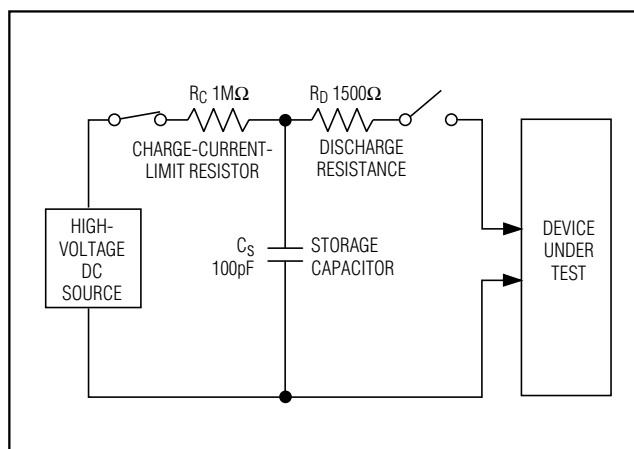 R_C 1MΩ
CHARGE-CURRENT-
LIMIT RESISTOR
R_D 1500Ω
DISCHARGE
RESISTANCE
HIGH-
VOLTAGE
DC
SOURCE
C_S
100pF
STORAGE
CAPACITOR
DEVICE
UNDER
TEST